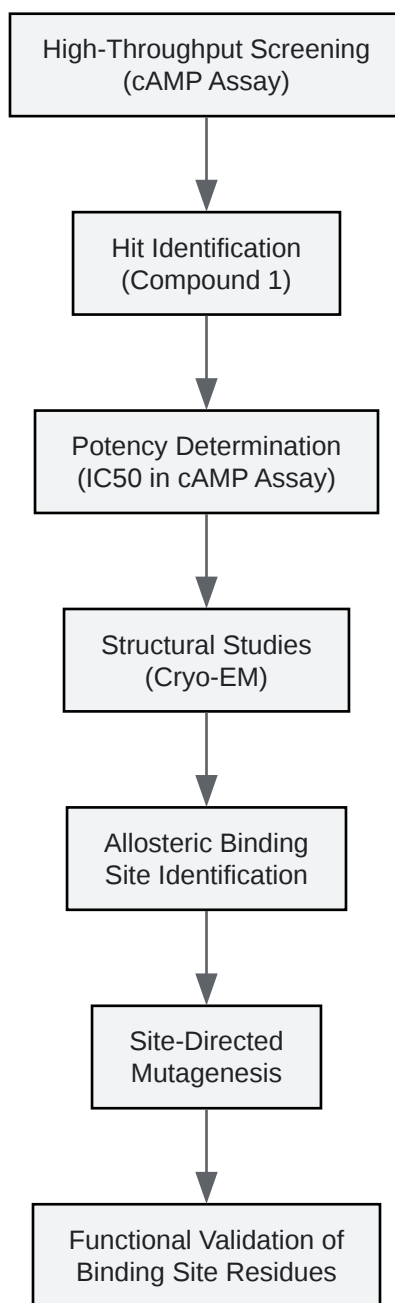 High-Throughput Screening
(cAMP Assay)
Hit Identification
(Compound 1)
Potency Determination
(IC50 in cAMP Assay)
Structural Studies
(Cryo-EM)
Allosteric Binding
Site Identification
Site-Directed
Mutagenesis
Functional Validation of
Binding Site Residues